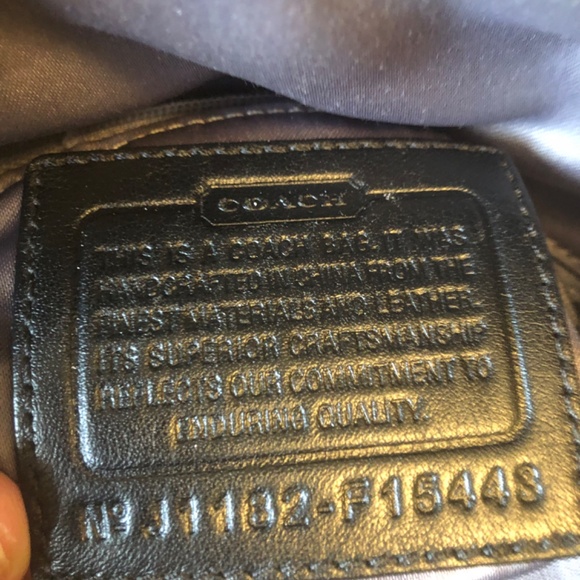 COACH
THIS IS A COACH BAG. IT WAS
HANDCRAFTED IN CHINA FROM THE
FINEST MATERIALS AND LEATHER.
ITS SUPERIOR CRAFTSMANSHIP
REFLECTS OUR COMMITMENT TO
ENDURING QUALITY.
Nº J1182-F15443